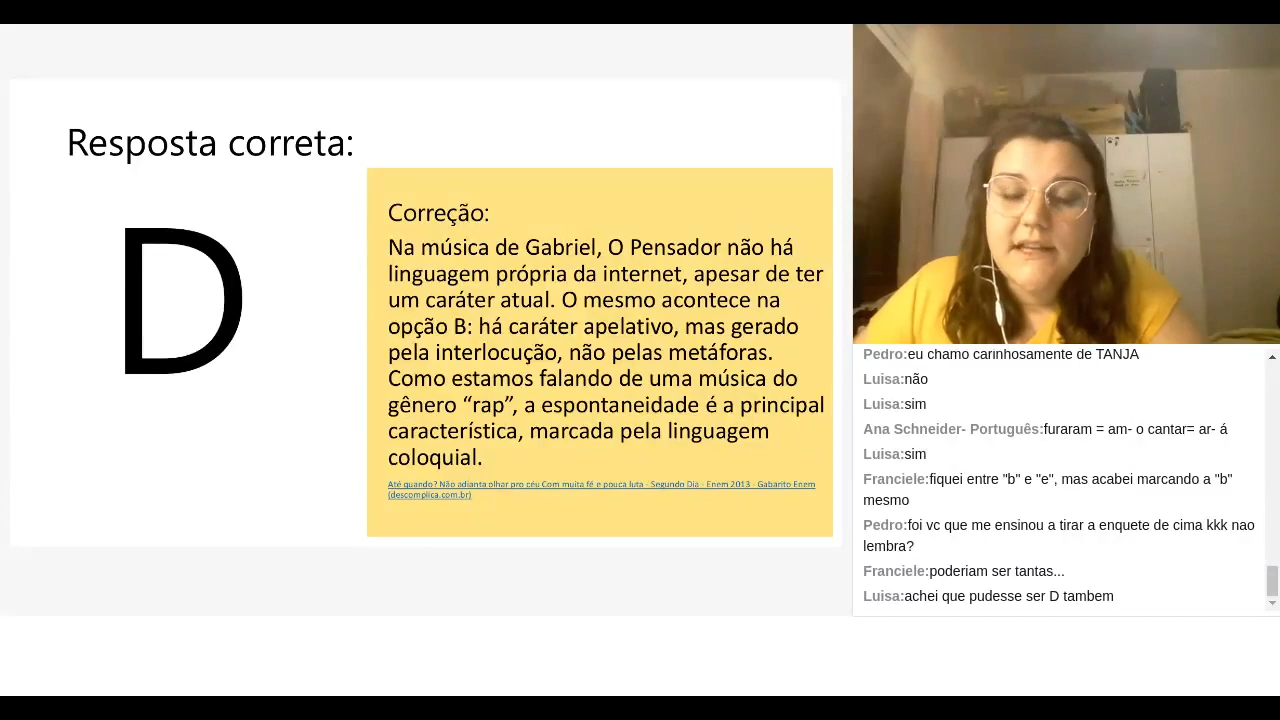 Resposta correta:
D
Correção:
Na música de Gabriel, O Pensador não há
linguagem própria da internet, apesar de ter
um caráter atual. O mesmo acontece na
opção B: há caráter apelativo, mas gerado
pela interlocução, não pelas metáforas.
Como estamos falando de uma música do
gênero “rap”, a espontaneidade é a principal
característica, marcada pela linguagem
coloquial.
Até quando? Não adianta olhar pro céu Com muita fé e pouca luta - Segundo Dia - Enem 2013 - Gabarito Enem
(descomplica.com.br)
Pedro:eu chamo carinhosamente de TANJA
Luisa:não
Luisa:sim
Ana Schneider- Português:furaram = am- o cantar= ar- á
Luisa:sim
Franciele:fiquei entre "b" e "e", mas acabei marcando a "b"
mesmo
Pedro:foi vc que me ensinou a tirar a enquete de cima kkk nao
lembra?
Franciele:poderiam ser tantas...
Luisa:achei que pudesse ser D tambem